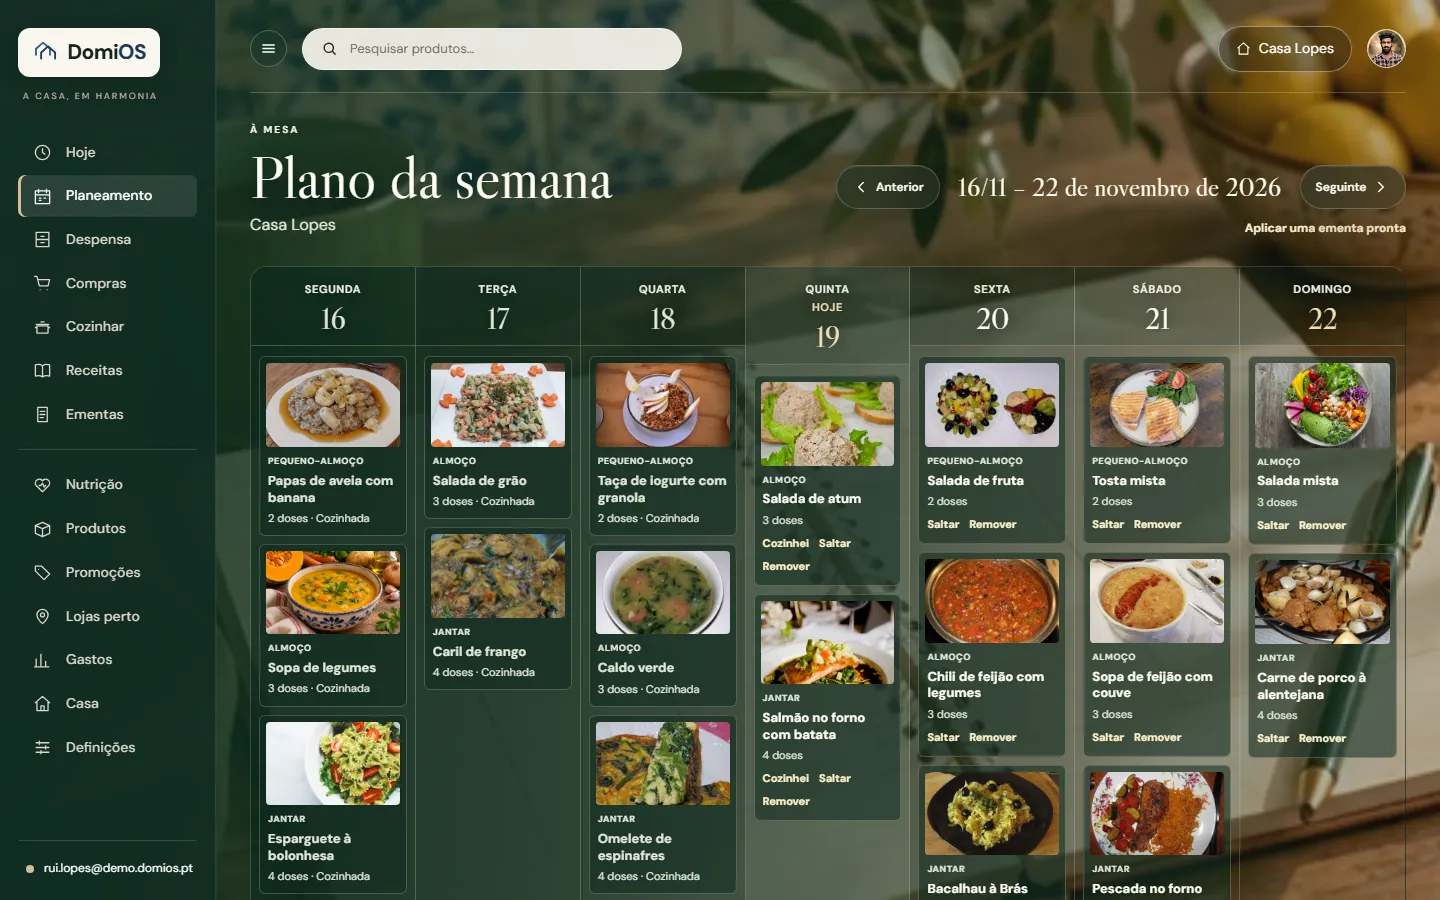 DomiOS
A CASA, EM HARMONIA
Hoje
Planeamento
Despensa
Compras
Cozinhar
Receitas
Ementas
Nutrição
Produtos
Promoções
Lojas perto
Gastos
Casa
Definições
rui.lopes@demo.domios.pt
Pesquisar produtos...
Casa Lopes
À MESA
Plano da semana
Casa Lopes
Anterior
16/11 – 22 de novembro de 2026
Seguinte
Aplicar uma ementa pronta
SEGUNDA
16
PEQUENO-ALMOÇO
Papas de aveia com
banana
2 doses · Cozinhada
ALMOÇO
Sopa de legumes
3 doses · Cozinhada
JANTAR
Esparguete à
bolonhesa
4 doses · Cozinhada
TERÇA
17
ALMOÇO
Salada de grão
3 doses · Cozinhada
JANTAR
Caril de frango
4 doses · Cozinhada
QUARTA
18
PEQUENO-ALMOÇO
Taça de iogurte com
granola
2 doses · Cozinhada
ALMOÇO
Caldo verde
3 doses · Cozinhada
JANTAR
Omelete de
espinafres
4 doses · Cozinhada
QUINTA
HOJE
19
ALMOÇO
Salada de atum
3 doses
Cozinhei Saltar
Remover
JANTAR
Salmão no forno
com batata
4 doses
Cozinhei Saltar
Remover
SEXTA
20
PEQUENO-ALMOÇO
Salada de fruta
2 doses
Saltar Remover
ALMOÇO
Chili de feijão com
legumes
3 doses
Saltar Remover
JANTAR
Bacalhau à Brás
SÁBADO
21
PEQUENO-ALMOÇO
Tosta mista
2 doses
Saltar Remover
ALMOÇO
Sopa de feijão com
couve
3 doses
Saltar Remover
JANTAR
Pescada no forno
DOMINGO
22
ALMOÇO
Salada mista
3 doses
Saltar Remover
JANTAR
Carne de porco à
alentejana
4 doses
Saltar Remover